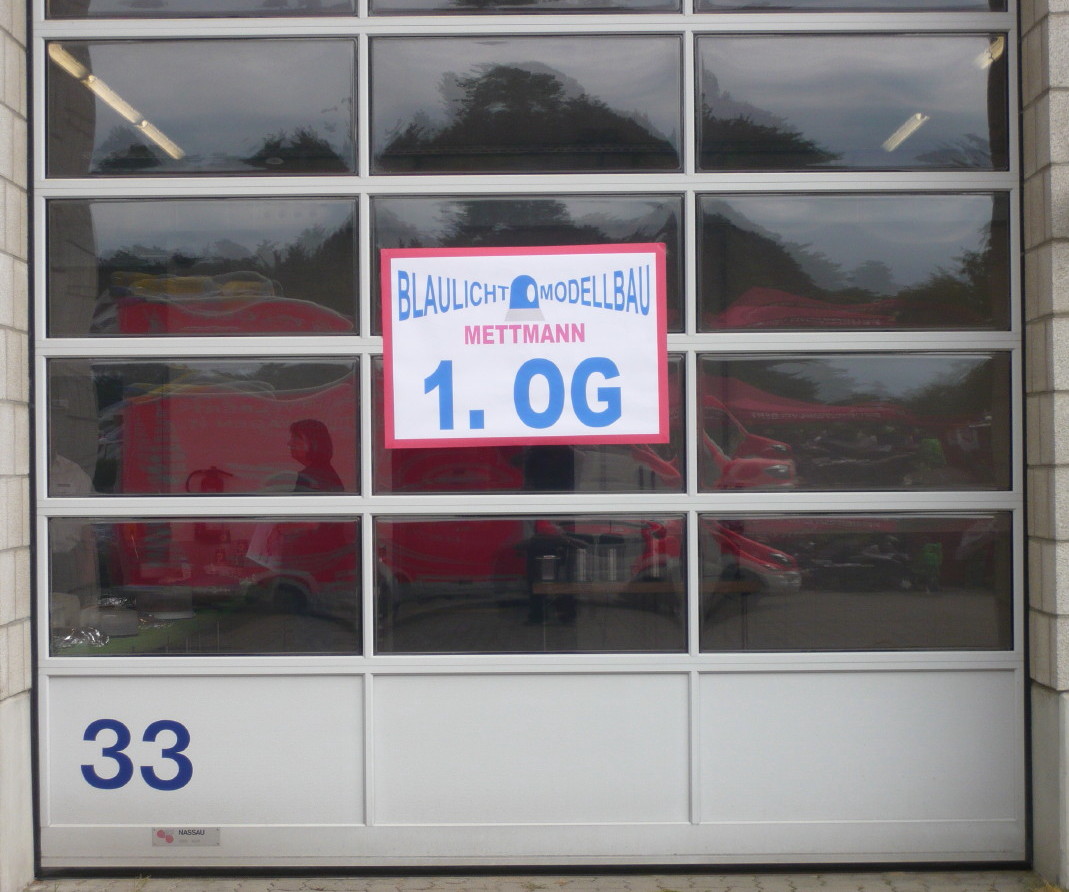 BLAULICHT MODELLBAU
METTMANN
1. OG
33
NASSAU